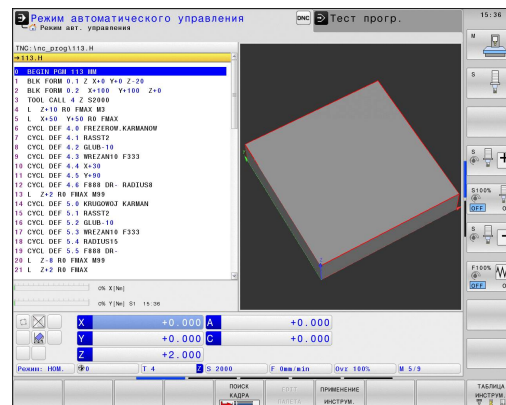 Режим автоматического управления
Режим авт. управления
DNC
Тест прогр.
15:36
TNC:\nc_prog\113.H
→113.H
0 BEGIN PGM 113 MM
1 BLK FORM 0.1 Z X+0 Y+0 Z-20
2 BLK FORM 0.2 X+100 Y+100 Z+0
3 TOOL CALL 4 Z S2000
4 L Z+10 R0 FMAX M3
5 L X+50 Y+50 R0 FMAX
6 CYCL DEF 4.0 FREZEROW.KARMANOW
7 CYCL DEF 4.1 RASST2
8 CYCL DEF 4.2 GLUB-10
9 CYCL DEF 4.3 WREZAN10 F333
10 CYCL DEF 4.4 X+30
11 CYCL DEF 4.5 Y+90
12 CYCL DEF 4.6 F888 DR- RADIUS8
13 L Z+2 R0 FMAX M99
14 CYCL DEF 5.0 KRUGOWOJ KARMAN
15 CYCL DEF 5.1 RASST2
16 CYCL DEF 5.2 GLUB-10
17 CYCL DEF 5.3 WREZAN10 F333
18 CYCL DEF 5.4 RADIUS15
19 CYCL DEF 5.5 F888 DR-
20 L Z-8 R0 FMAX M99
21 L Z+2 R0 FMAX
0% X[Nm]
0% Y[Nm] S1 15:36
X +0.000 A +0.000
Y +0.000 C +0.000
Z +2.000
Режим: НОМ. 0 T 4 Z S 2000 F 0mm/min Ovr 100% M 5/9
M
S
S
S100%
OFF
S
F100% W
OFF
ПОИСК
КАДРА
ПРИМЕНЕНИЕ
ИНСТРУМ.
ТАБЛИЦА
ИНСТРУМ